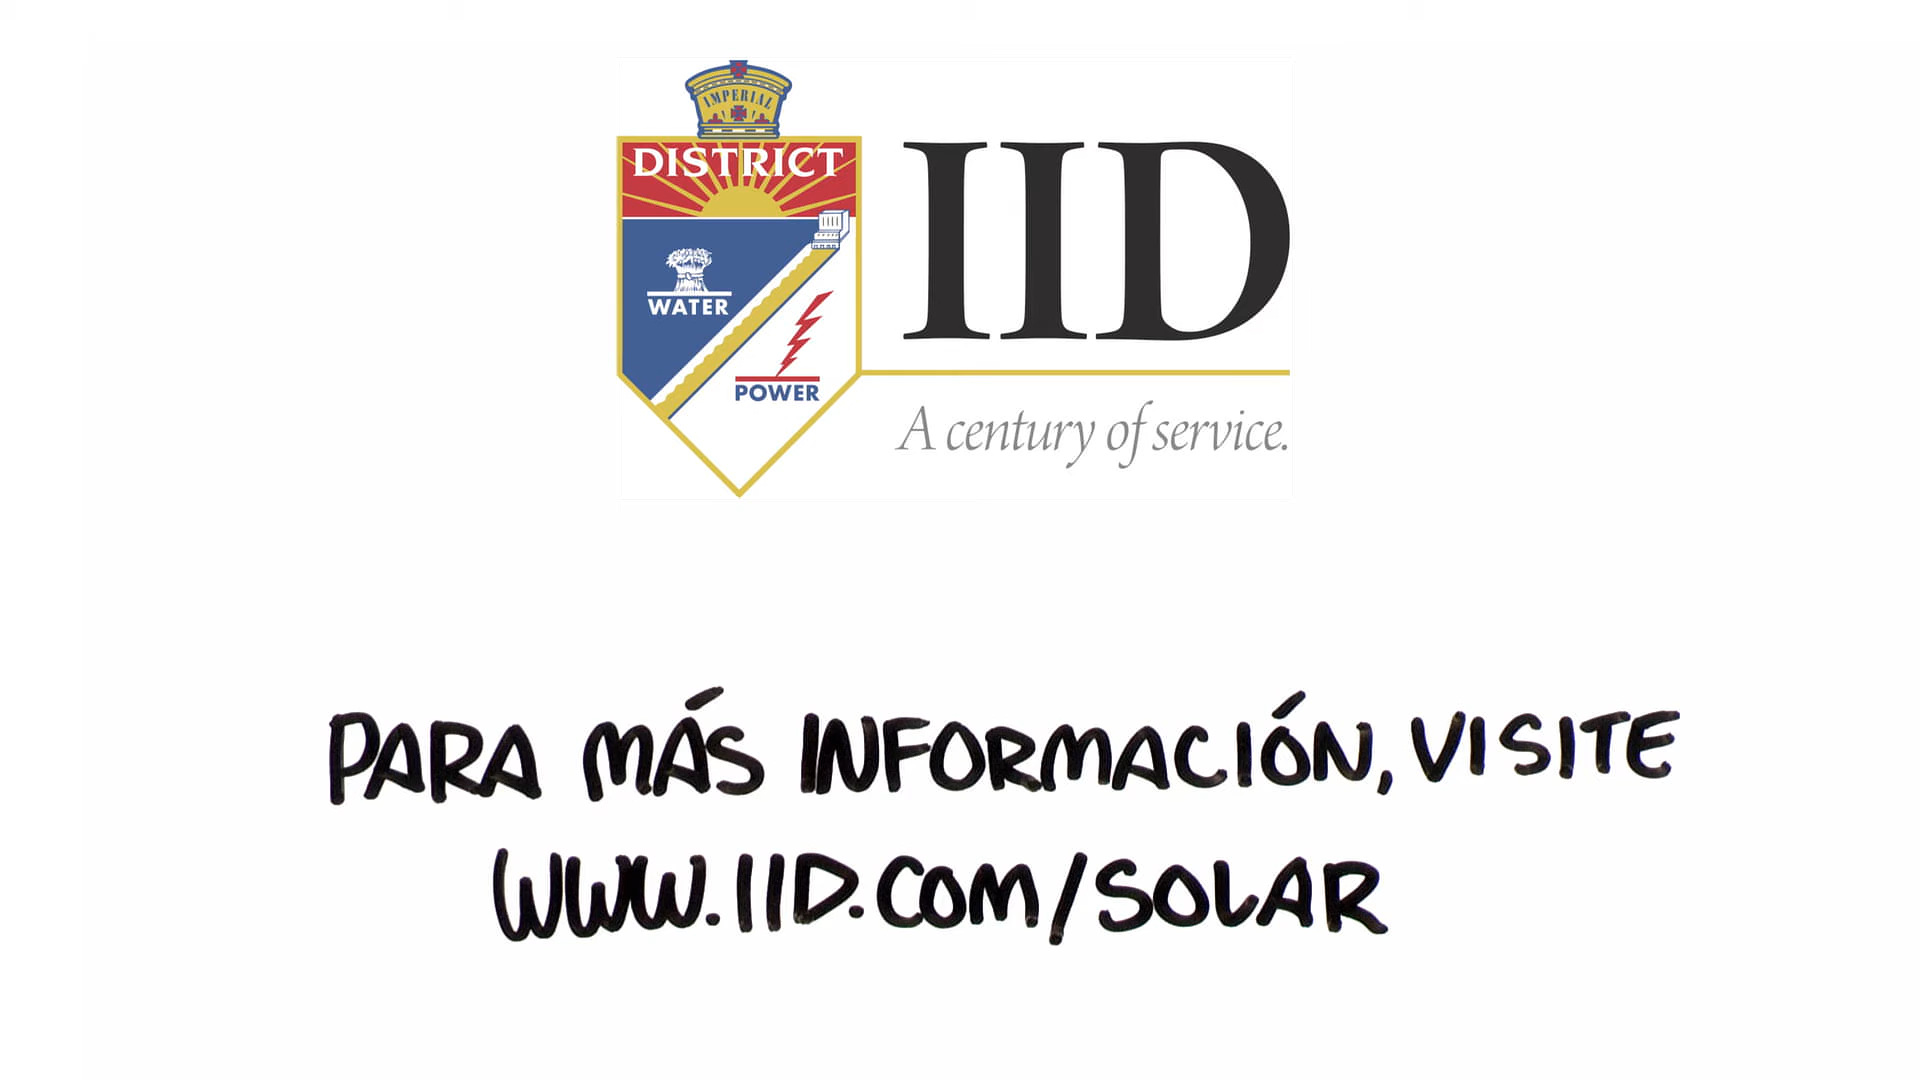 IMPERIAL
DISTRICT
WATER
POWER
IID
A century of service.
PARA MÁS INFORMACIÓN, VISITE
WWW.IID.COM/SOLAR